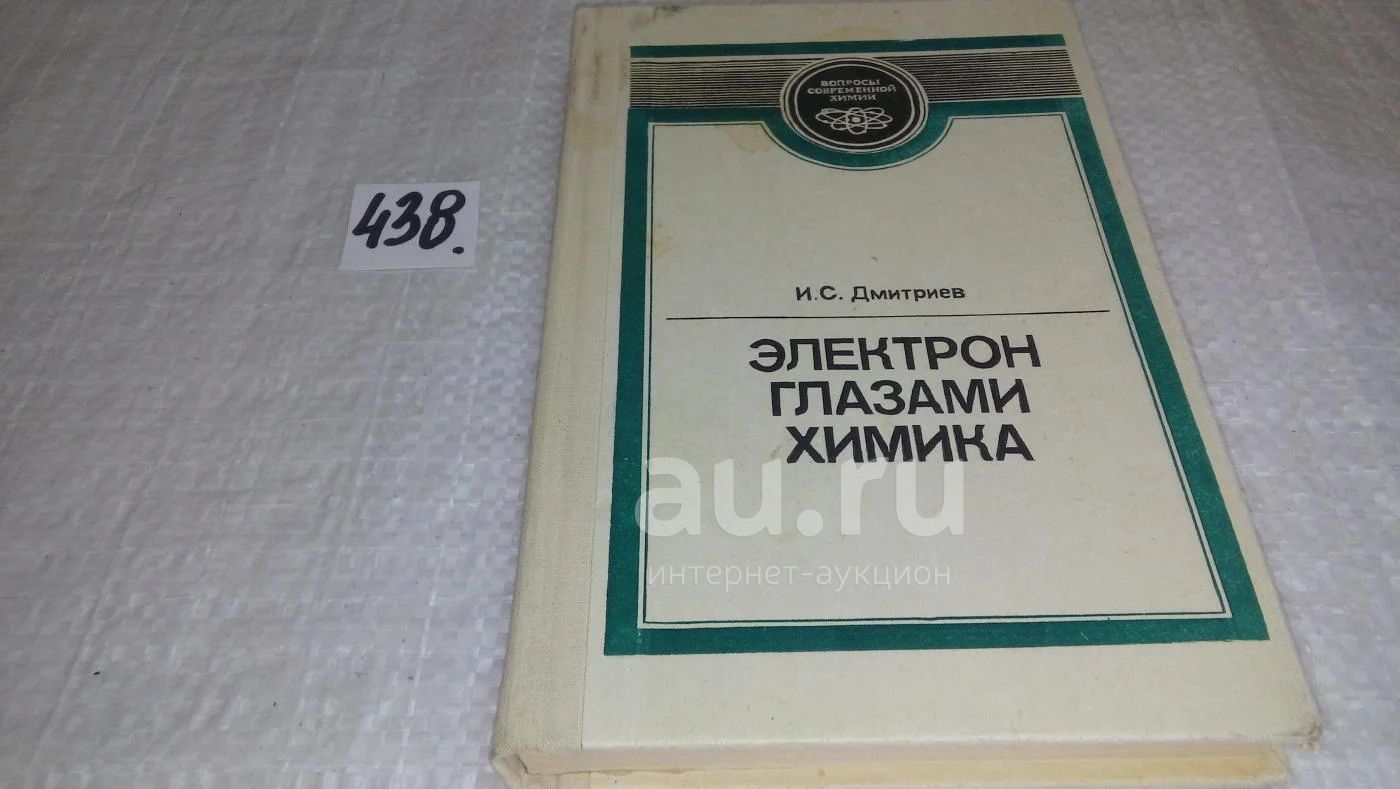 ВОПРОСЫ
СОВРЕМЕННОЙ
ХИМИИ
438.
И.С. Дмитриев
ЭЛЕКТРОН
ГЛАЗАМИ
ХИМИКА
au.ru
интернет-аукцион